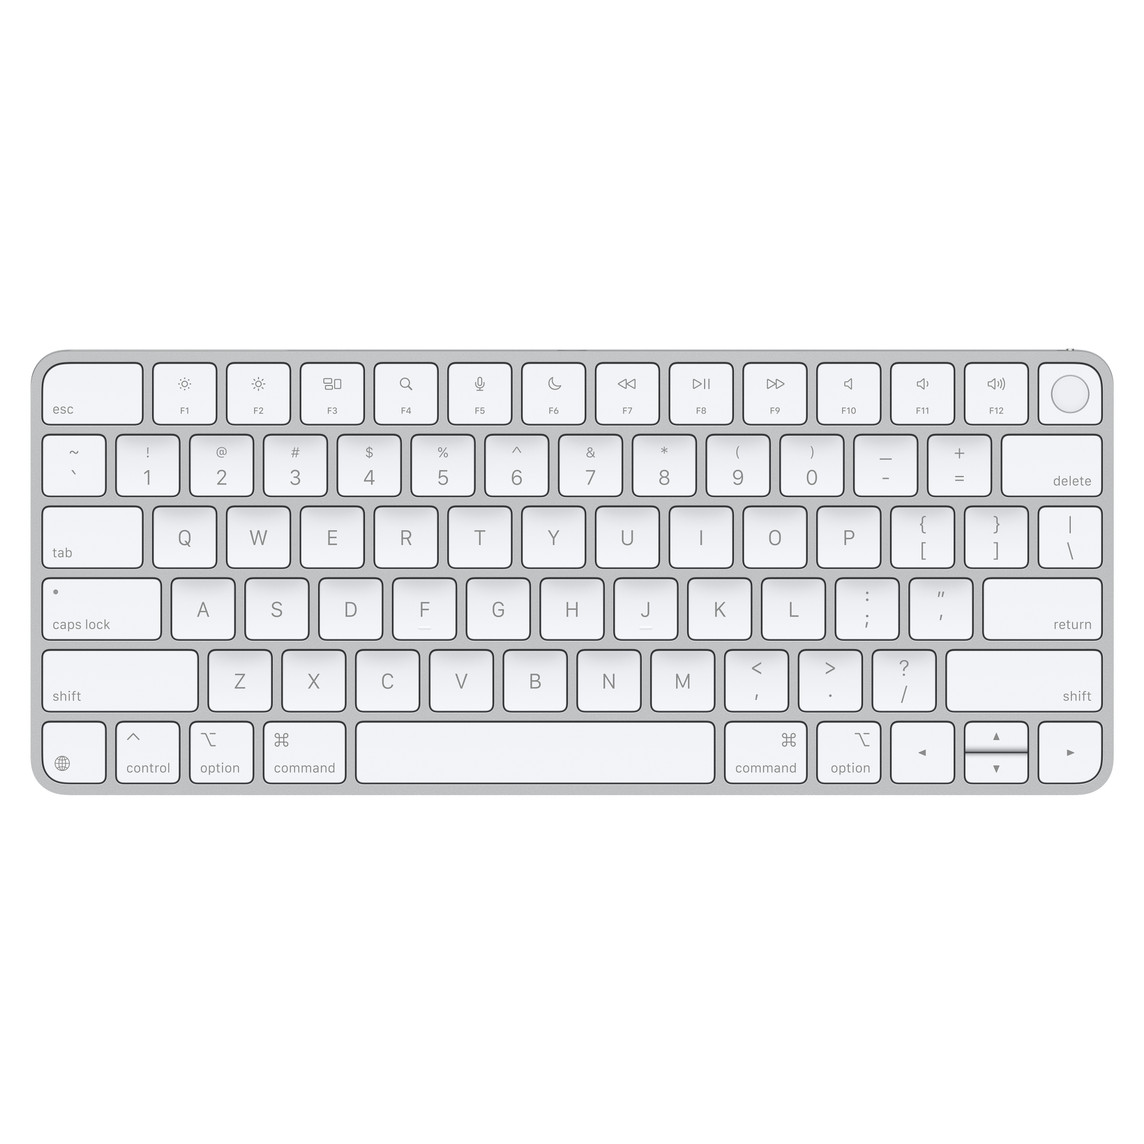 esc F1 F2 F3 F4 F5 F6 F7 F8 F9 F10 F11 F12
~ ! @ # $ % ^ & * ( ) — +
` 1 2 3 4 5 6 7 8 9 0 - = delete
tab Q W E R T Y U I O P { } |
[ ] \
caps lock A S D F G H J K L : "
; ' return
shift Z X C V B N M < > ?
, . / shift
^ ⌥ ⌘ ⌘ ⌥
control option command command option